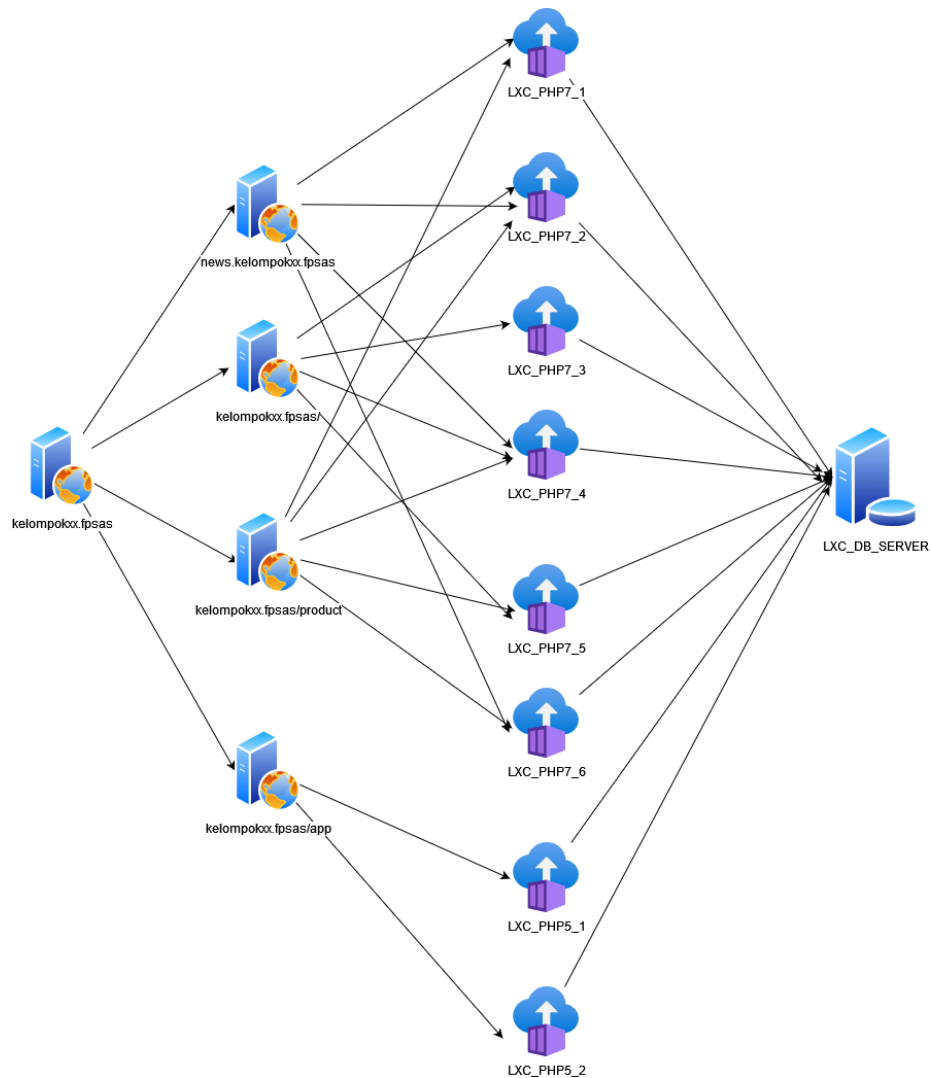 LXC_PHP7_1
LXC_PHP7_2
news.kelompokxx.fpsas
LXC_PHP7_3
kelompokxx.fpsas/
LXC_PHP7_4
kelompokxx.fpsas
LXC_DB_SERVER
kelompokxx.fpsas/product
LXC_PHP7_5
LXC_PHP7_6
kelompokxx.fpsas/app
LXC_PHP5_1
LXC_PHP5_2